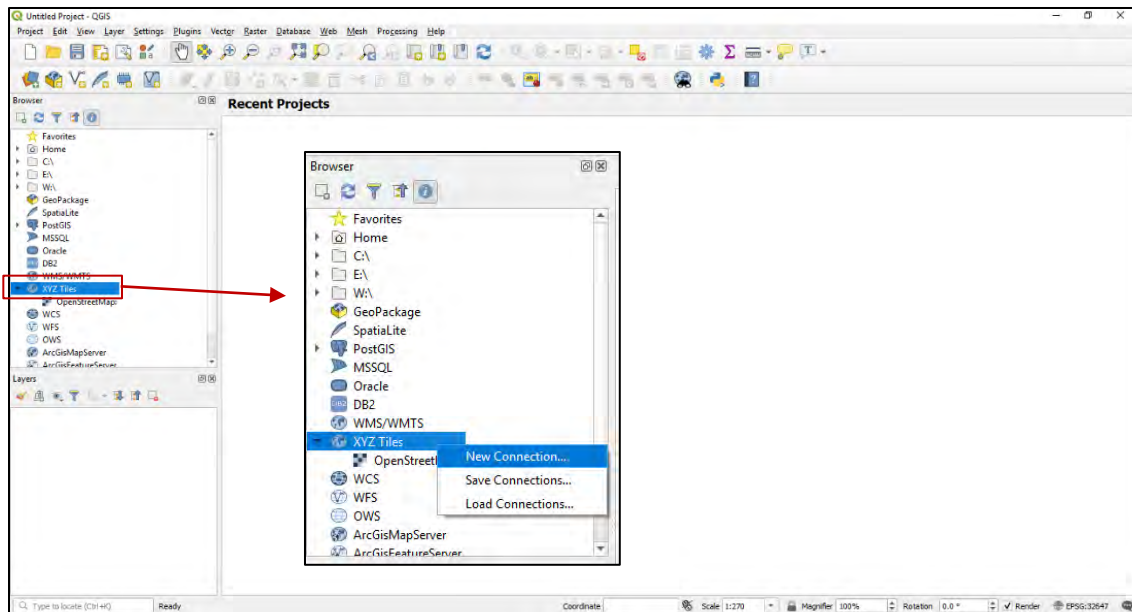 Untitled Project - QGIS
Project Edit View Layer Settings Plugins Vector Raster Database Web Mesh Processing Help
Browser
Recent Projects
Favorites
Home
C:\
E:\
W:\
GeoPackage
SpatiaLite
PostGIS
MSSQL
Oracle
DB2
WMS/WMTS
XYZ Tiles
OpenStreetMap
WCS
WFS
OWS
ArcGisMapServer
ArcGisFeatureServer
Layers
Browser
Favorites
Home
C:\
E:\
W:\
GeoPackage
SpatiaLite
PostGIS
MSSQL
Oracle
DB2
WMS/WMTS
XYZ Tiles
OpenStreetM
WCS
WFS
OWS
ArcGisMapServer
ArcGisFeatureServer
New Connection...
Save Connections...
Load Connections...
Type to locate (Ctrl+K) Ready Coordinate Scale 1:270 Magnifier 100% Rotation 0.0 ° Render EPSG:32647